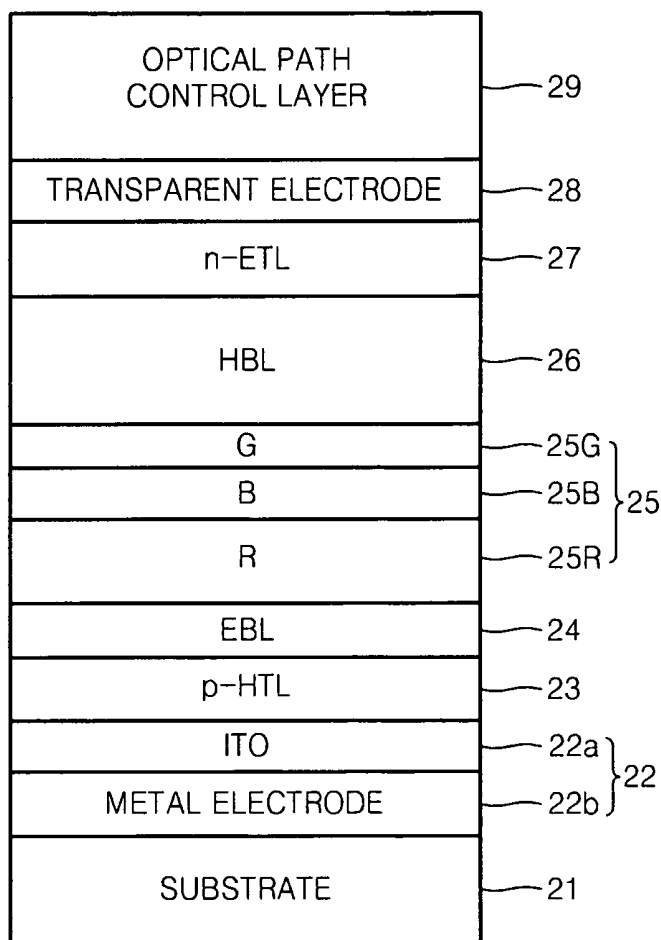 OPTICAL PATH
CONTROL LAYER
29
TRANSPARENT ELECTRODE
28
n-ETL
27
HBL
26
G
25G
B
25B
25
R
25R
EBL
24
p-HTL
23
ITO
22a
22
METAL ELECTRODE
22b
SUBSTRATE
21